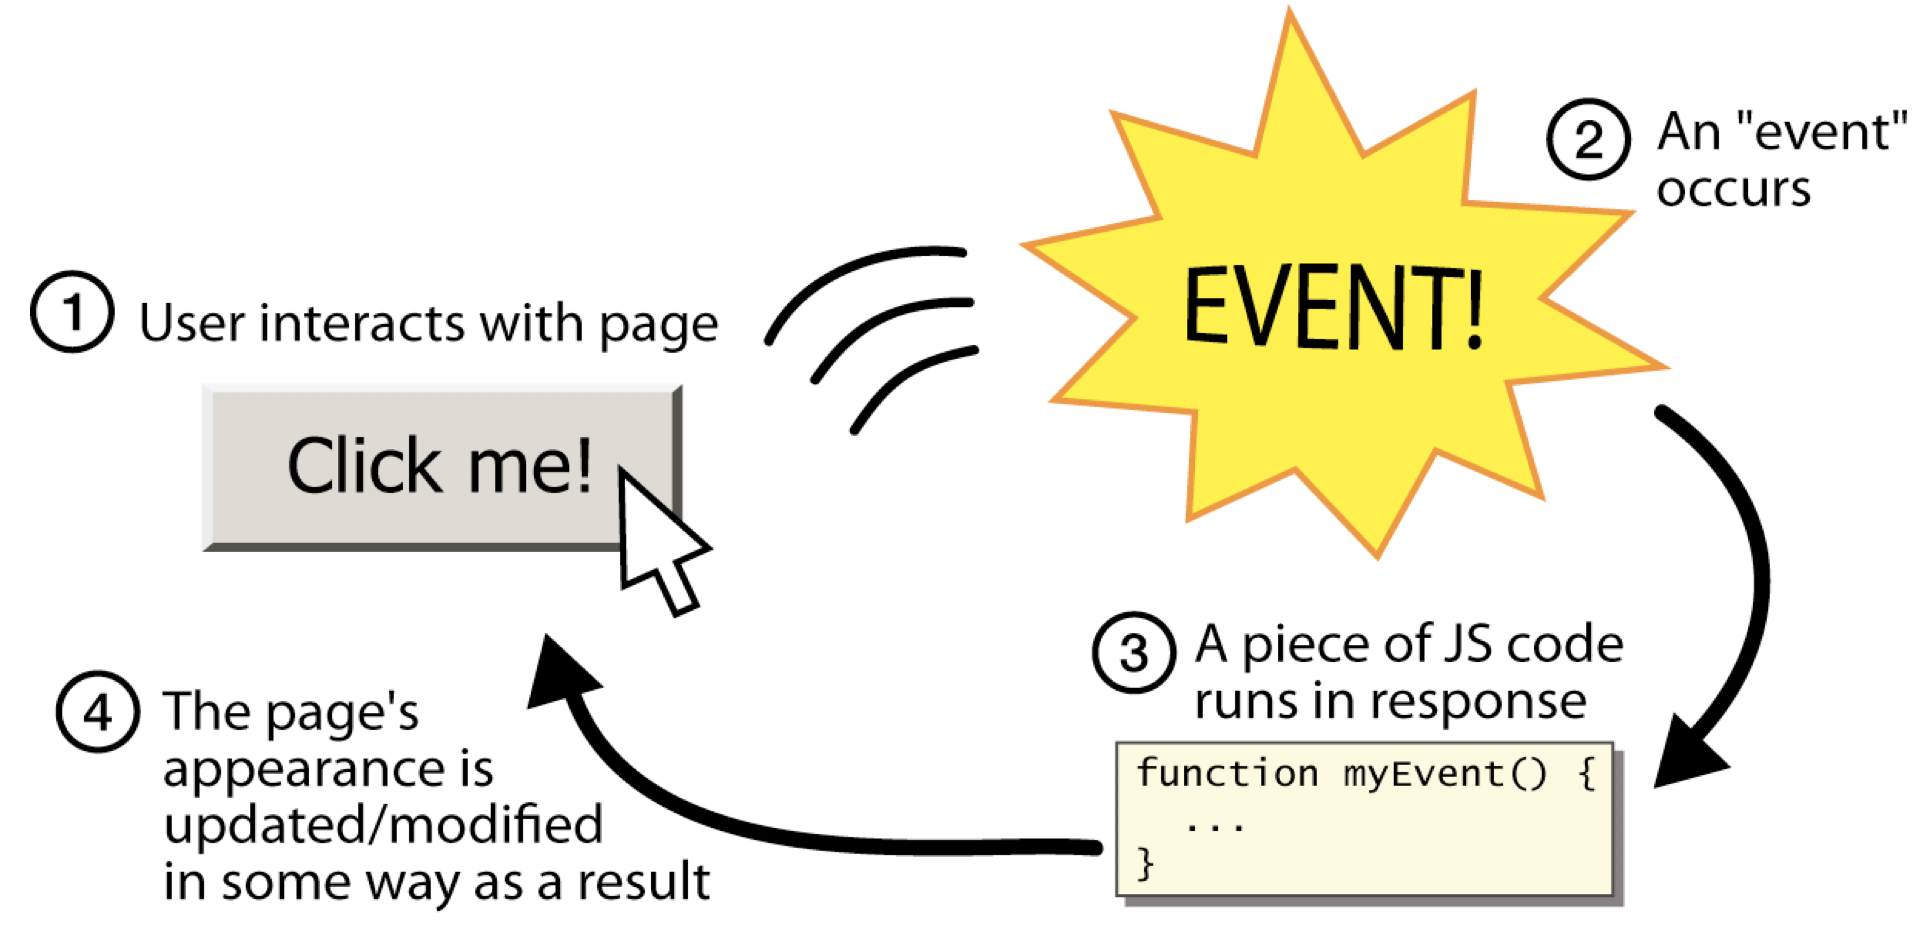 1 User interacts with page
Click me!
EVENT!
2 An "event"
occurs
3 A piece of JS code
runs in response
function myEvent() {
  ...
}
4 The page's
appearance is
updated/modified
in some way as a result